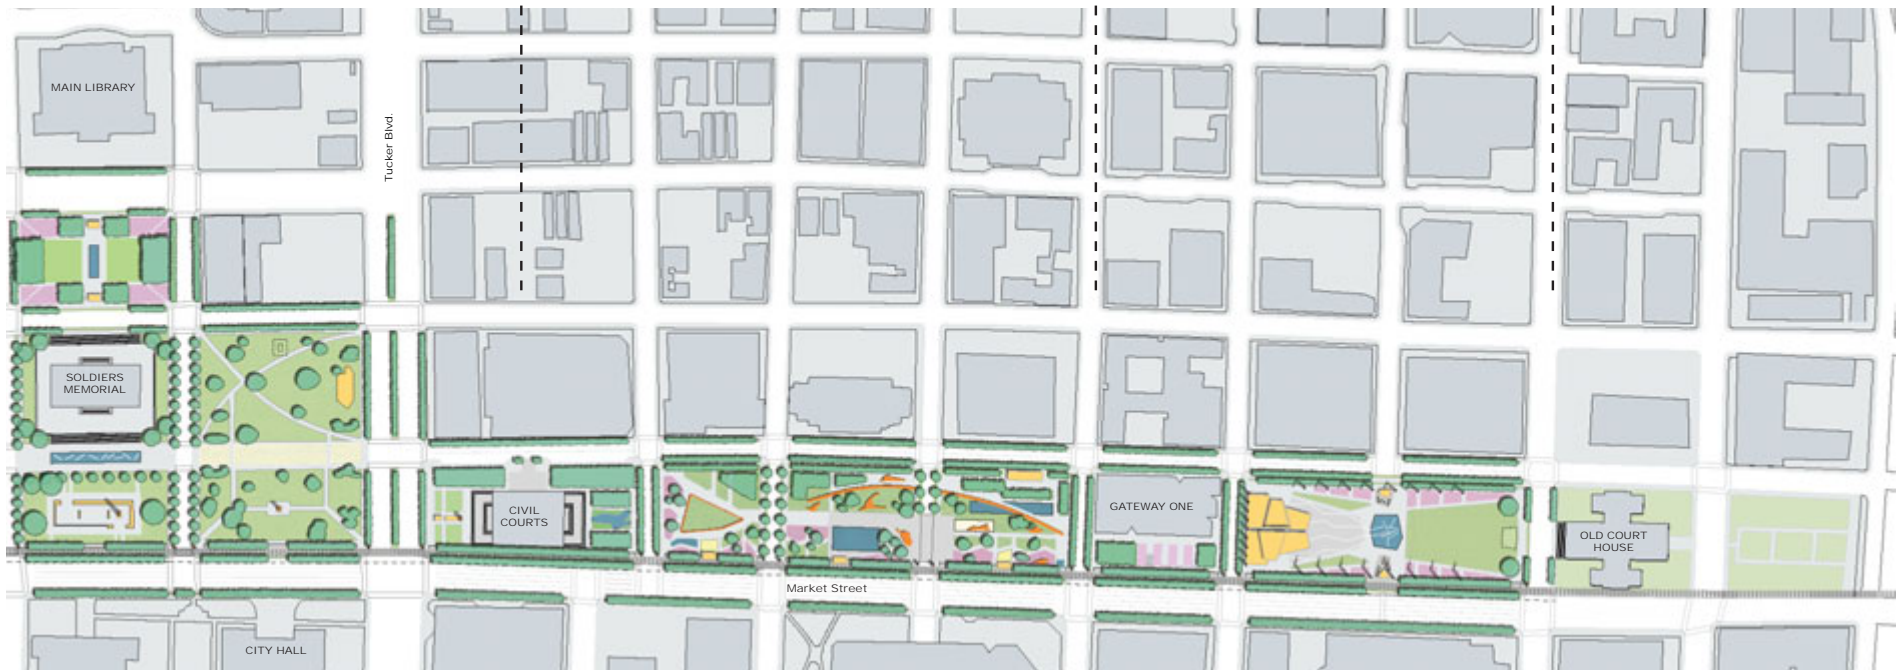 MAIN LIBRARY
Tucker Blvd.
SOLDIERS
MEMORIAL
CIVIL
COURTS
GATEWAY ONE
OLD COURT
HOUSE
Market Street
CITY HALL